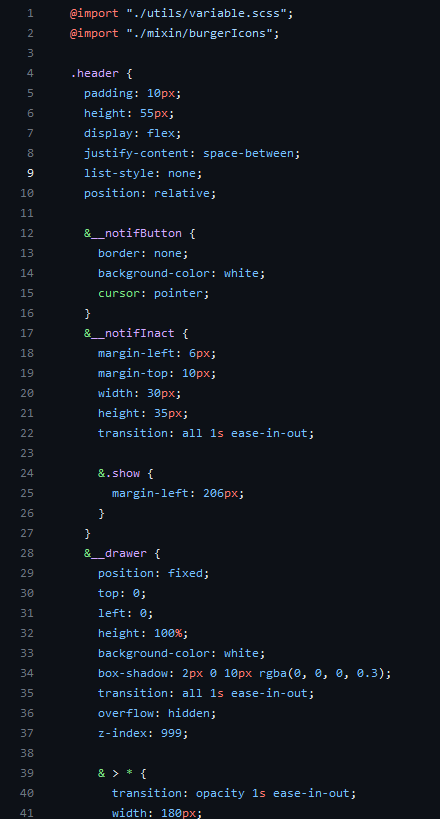 1 @import "./utils/variable.scss";
2 @import "./mixin/burgerIcons";
3
4 .header {
5 padding: 10px;
6 height: 55px;
7 display: flex;
8 justify-content: space-between;
9 list-style: none;
10 position: relative;
11
12 &__notifButton {
13 border: none;
14 background-color: white;
15 cursor: pointer;
16 }
17 &__notifInact {
18 margin-left: 6px;
19 margin-top: 10px;
20 width: 30px;
21 height: 35px;
22 transition: all 1s ease-in-out;
23
24 &.show {
25 margin-left: 206px;
26 }
27 }
28 &__drawer {
29 position: fixed;
30 top: 0;
31 left: 0;
32 height: 100%;
33 background-color: white;
34 box-shadow: 2px 0 10px rgba(0, 0, 0, 0.3);
35 transition: all 1s ease-in-out;
36 overflow: hidden;
37 z-index: 999;
38
39 & > * {
40 transition: opacity 1s ease-in-out;
41 width: 180px;